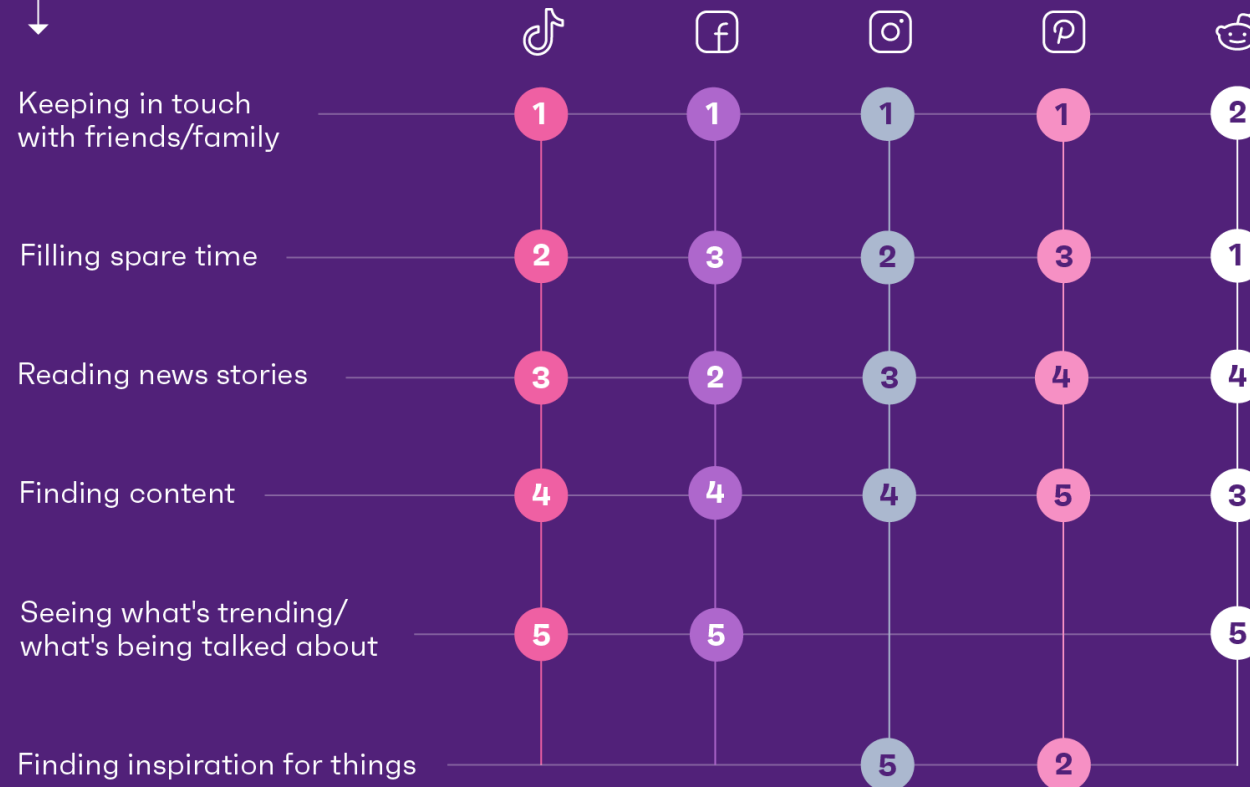 Keeping in touch
with friends/family
1 1 1 1 2
Filling spare time
2 3 2 3 1
Reading news stories
3 2 3 4 4
Finding content
4 4 4 5 3
Seeing what's trending/
what's being talked about
5 5 5
Finding inspiration for things
5 2